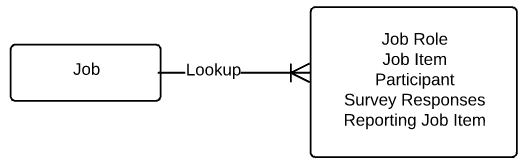 Job
Lookup
Job Role
Job Item
Participant
Survey Responses
Reporting Job Item